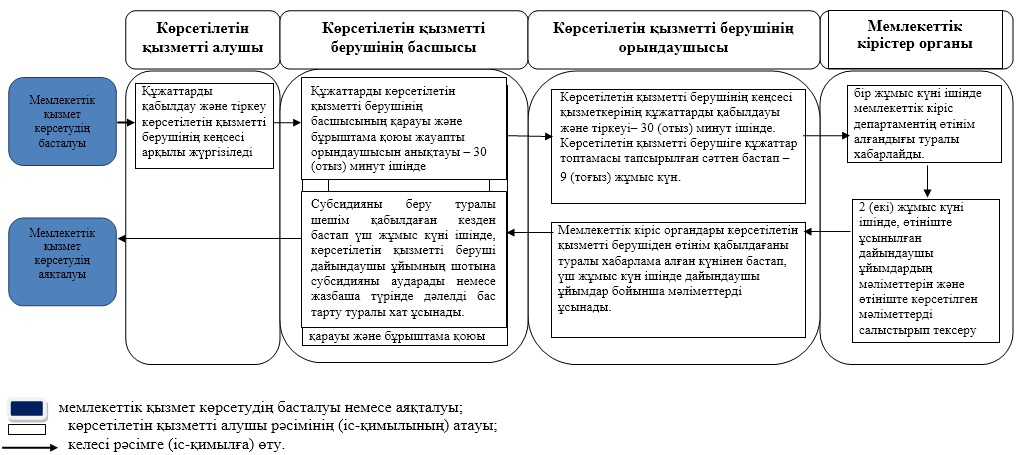 Көрсетілетін
қызметті алушы
Көрсетілетін қызметті
берушінің басшысы
Көрсетілетін қызметті берушінің
орындаушысы
Мемлекеттік
кірістер органы
Мемлекеттік
қызмет
көрсетудің
басталуы
Құжаттарды
қабылдау және тіркеу
көрсетілетін қызметті
берушінің кеңсесі
арқылы жүргізіледі
Құжаттарды көрсетілетін
қызметті берушінің
басшысының қарауы және
бұрыштама қоюы жауапты
орындаушысын анықтауы – 30
(отыз) минут ішінде
Көрсетілетін қызметті берушінің кеңсесі
қызметкерінің құжаттарды қабылдауы
және тіркеуі– 30 (отыз) минут ішінде.
Көрсетілетін қызметті берушіге құжаттар
топтамасы тапсырылған сәттен бастап –
9 (тоғыз) жұмыс күн.
бір жұмыс күні ішінде
мемлекеттік кіріс
департаментің өтінім
алғандығы туралы
хабарлайды.
Мемлекеттік
қызмет
көрсетудің
аяқталуы
Субсидияны беру туралы
шешім қабылдаған кезден
бастап үш жұмыс күні ішінде,
көрсетілетін қызметті беруші
дайындаушы ұйымның шотына
субсидияны аударады немесе
жазбаша түрінде дәлелді бас
тарту туралы хат ұсынады.
қарауы және бұрыштама қоюы
Мемлекеттік кіріс органдары көрсетілетін
қызметті берушіден өтінім қабылдағаны
туралы хабарлама алған күнінен бастап,
үш жұмыс күн ішінде дайындаушы
ұйымдар бойынша мәліметтерді
ұсынады.
2 (екі) жұмыс күні
ішінде, өтінішке
ұсынылған
дайындаушы
ұйымдардың
мәліметтерін және
өтініште көрсетілген
мәліметтерді
салыстырып тексеру
мемлекеттік қызмет көрсетудің басталуы немесе аяқталуы;
көрсетілетін қызметті алушы рәсімінің (іс-қимылының) атауы;
келесі рәсімге (іс-қимылға) өту.